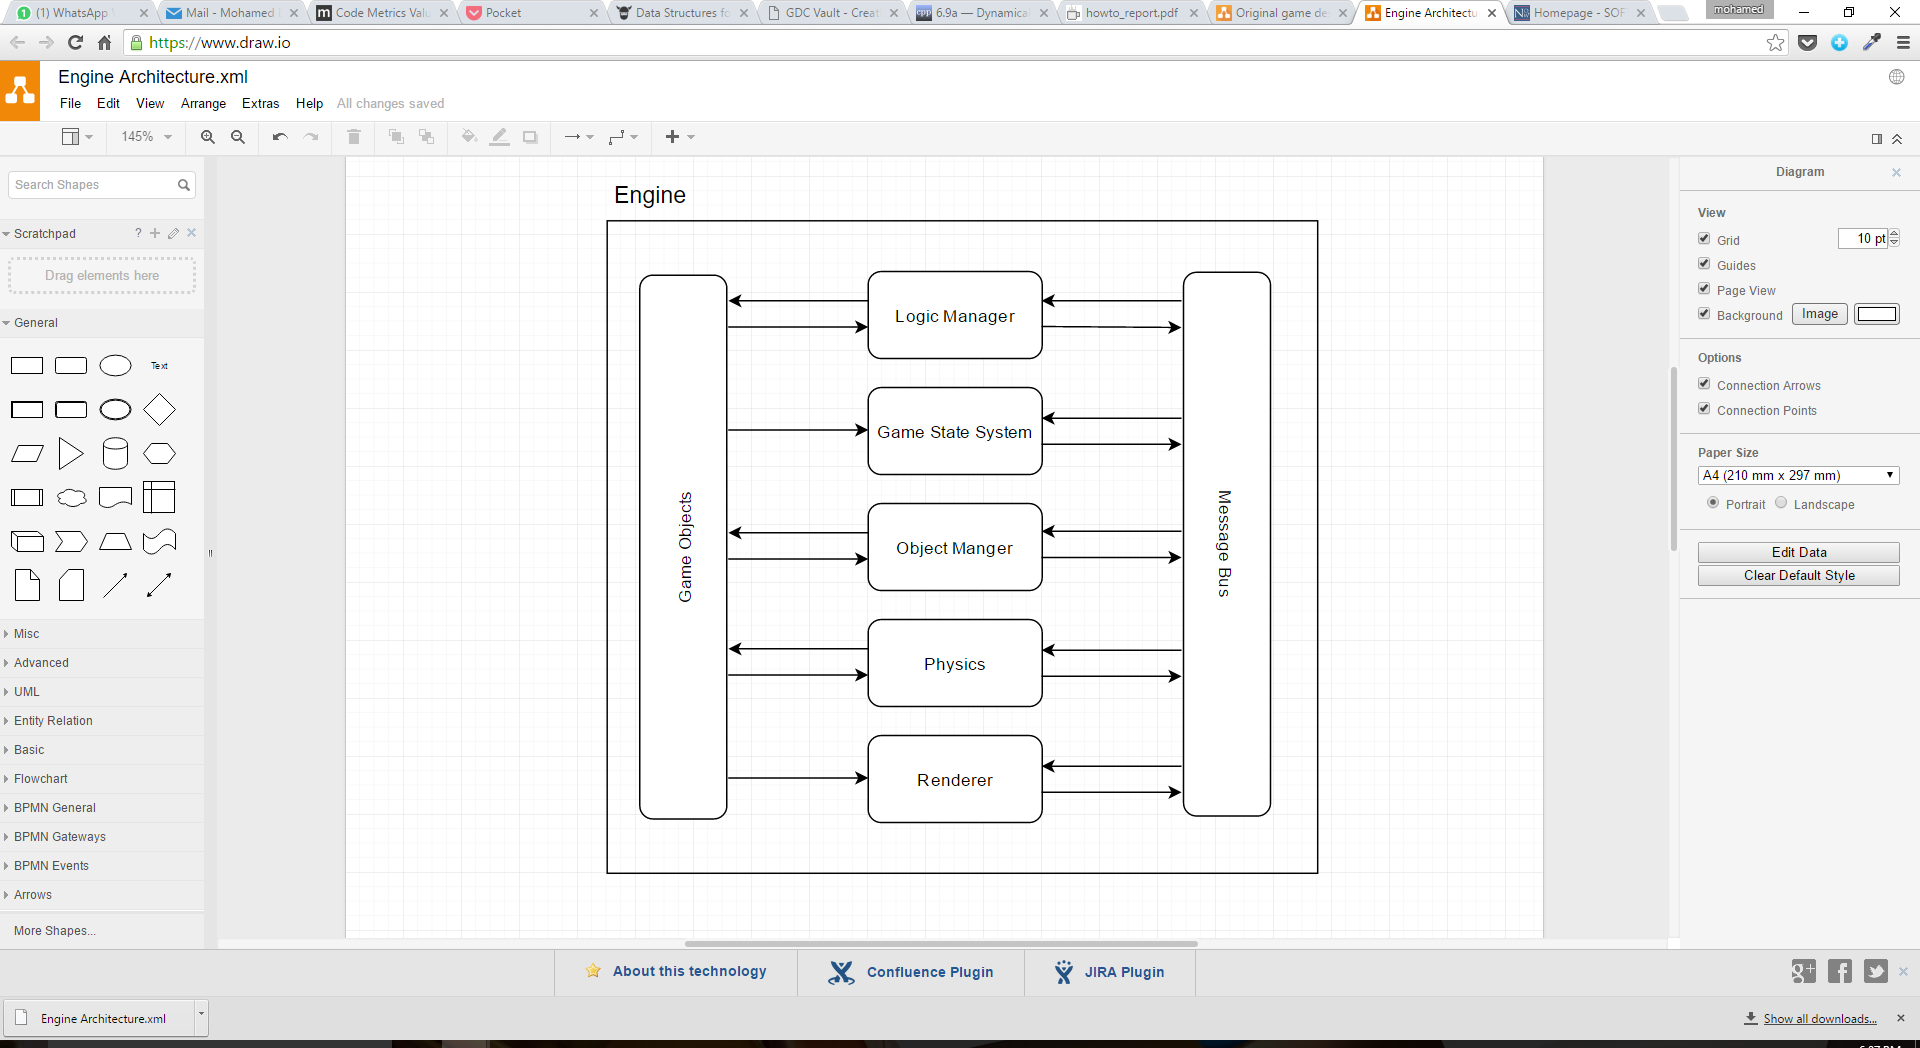 (1) WhatsApp
Mail - Mohamed
Code Metrics Valu
Pocket
Data Structures fo
GDC Vault - Creat
6.9a — Dynamica
howto_report.pdf
Original game de
Engine Architectu
Homepage - SOF
mohamed
https://www.draw.io
Engine Architecture.xml
File Edit View Arrange Extras Help All changes saved
145%
Search Shapes
Scratchpad ?
Drag elements here
General
Text
Misc
Advanced
UML
Entity Relation
Basic
Flowchart
BPMN General
BPMN Gateways
BPMN Events
Arrows
More Shapes...
Engine
Game Objects
Logic Manager
Game State System
Object Manger
Physics
Renderer
Message Bus
Diagram
View
Grid 10 pt
Guides
Page View
Background Image
Options
Connection Arrows
Connection Points
Paper Size
A4 (210 mm x 297 mm)
Portrait Landscape
Edit Data
Clear Default Style
About this technology
Confluence Plugin
JIRA Plugin
Engine Architecture.xml
Show all downloads...